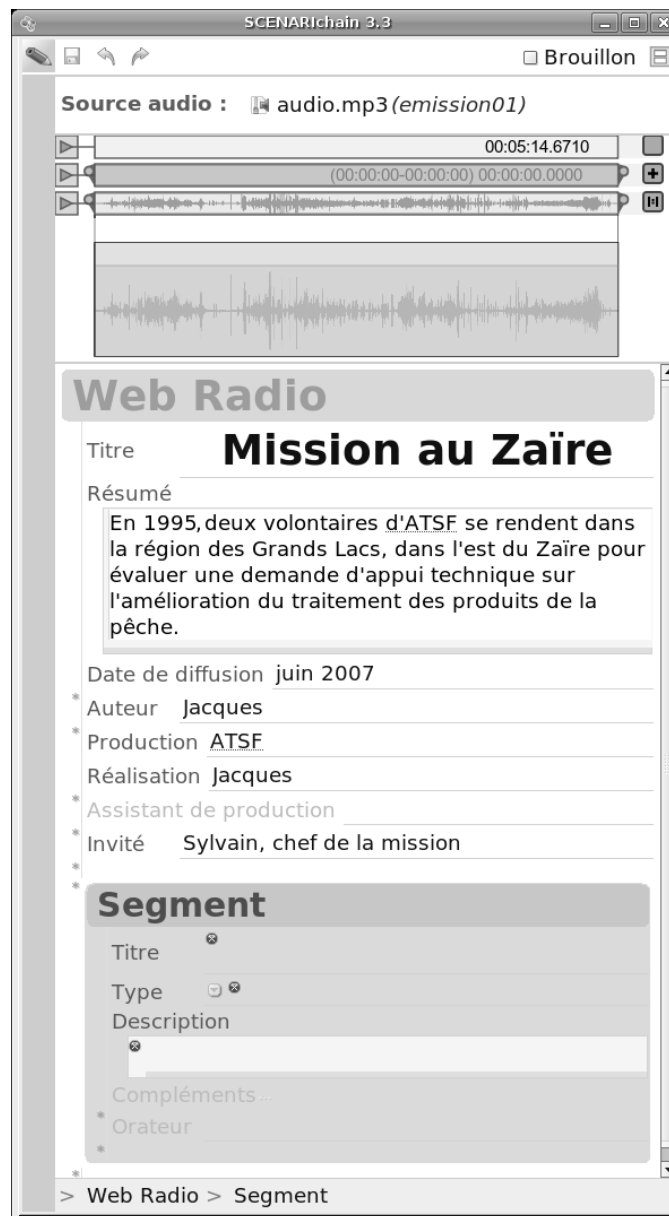 SCENARIchain 3.3
Brouillon
Source audio : audio.mp3 (emission01)
00:05:14.6710
(00:00:00-00:00:00) 00:00:00.0000
Web Radio
Titre Mission au Zaïre
Résumé
En 1995, deux volontaires d'ATSF se rendent dans
la région des Grands Lacs, dans l'est du Zaïre pour
évaluer une demande d'appui technique sur
l'amélioration du traitement des produits de la
pêche.
Date de diffusion juin 2007
Auteur Jacques
Production ATSF
Réalisation Jacques
Assistant de production
Invité Sylvain, chef de la mission
Segment
Titre
Type
Description
Compléments ...
Orateur
> Web Radio > Segment